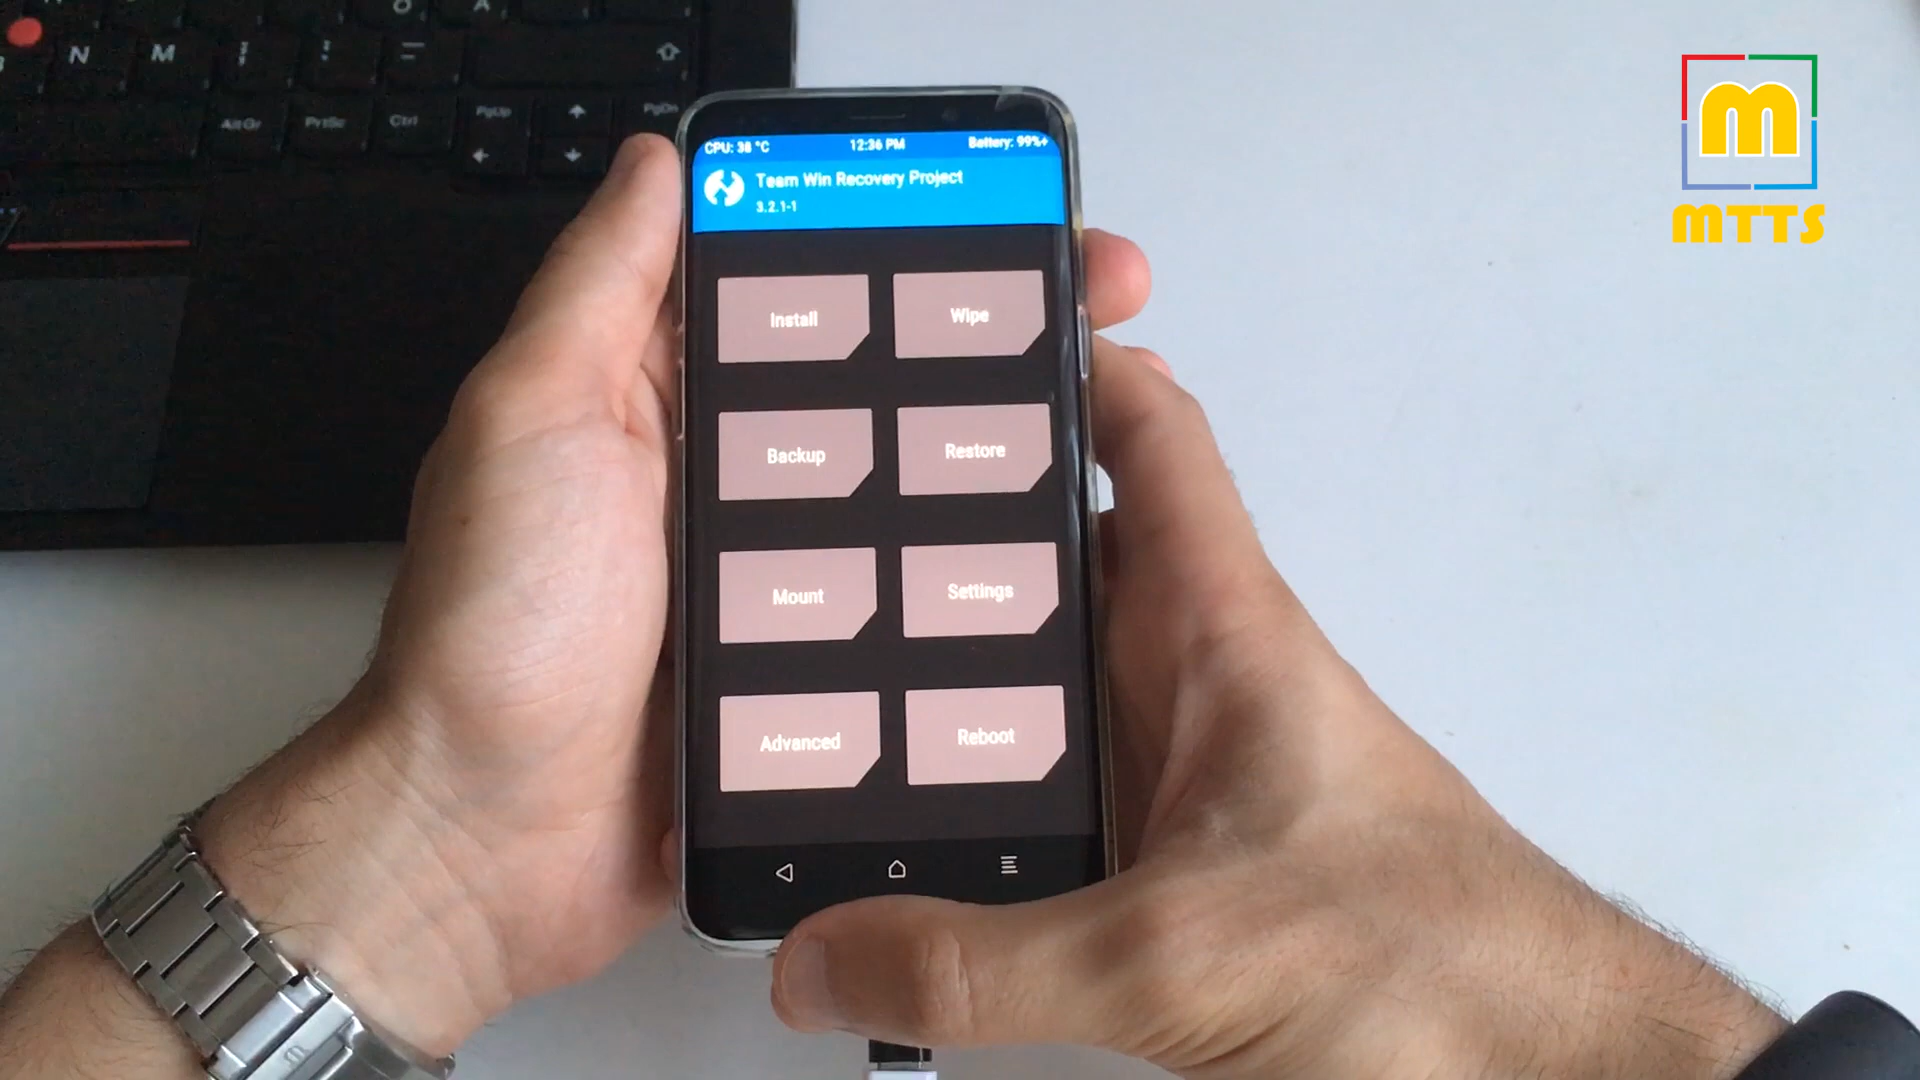 N M
AltGr PrtSc Ctrl PgUp PgDn
CPU: 38 °C 12:36 PM Battery: 99%+
Team Win Recovery Project
3.2.1-1
Install Wipe
Backup Restore
Mount Settings
Advanced Reboot
M
MTTS